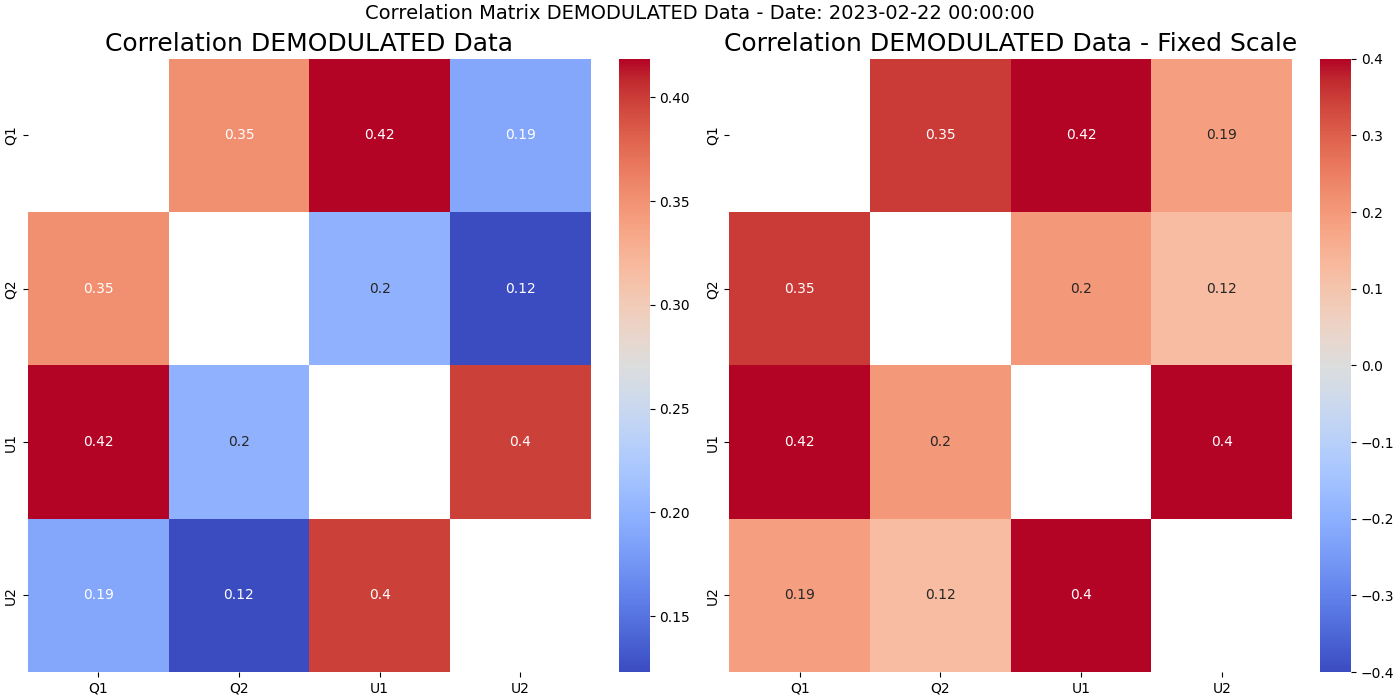 Correlation Matrix DEMODULATED Data - Date: 2023-02-22 00:00:00
Correlation DEMODULATED Data
Q1
0.35
0.42
0.19
Q2
0.35
0.2
0.12
U1
0.42
0.2
0.4
U2
0.19
0.12
0.4
Q1
Q2
U1
U2
0.40
0.35
0.30
0.25
0.20
0.15
Correlation DEMODULATED Data - Fixed Scale
Q1
0.35
0.42
0.19
Q2
0.35
0.2
0.12
U1
0.42
0.2
0.4
U2
0.19
0.12
0.4
Q1
Q2
U1
U2
0.4
0.3
0.2
0.1
0.0
−0.1
−0.2
−0.3
−0.4